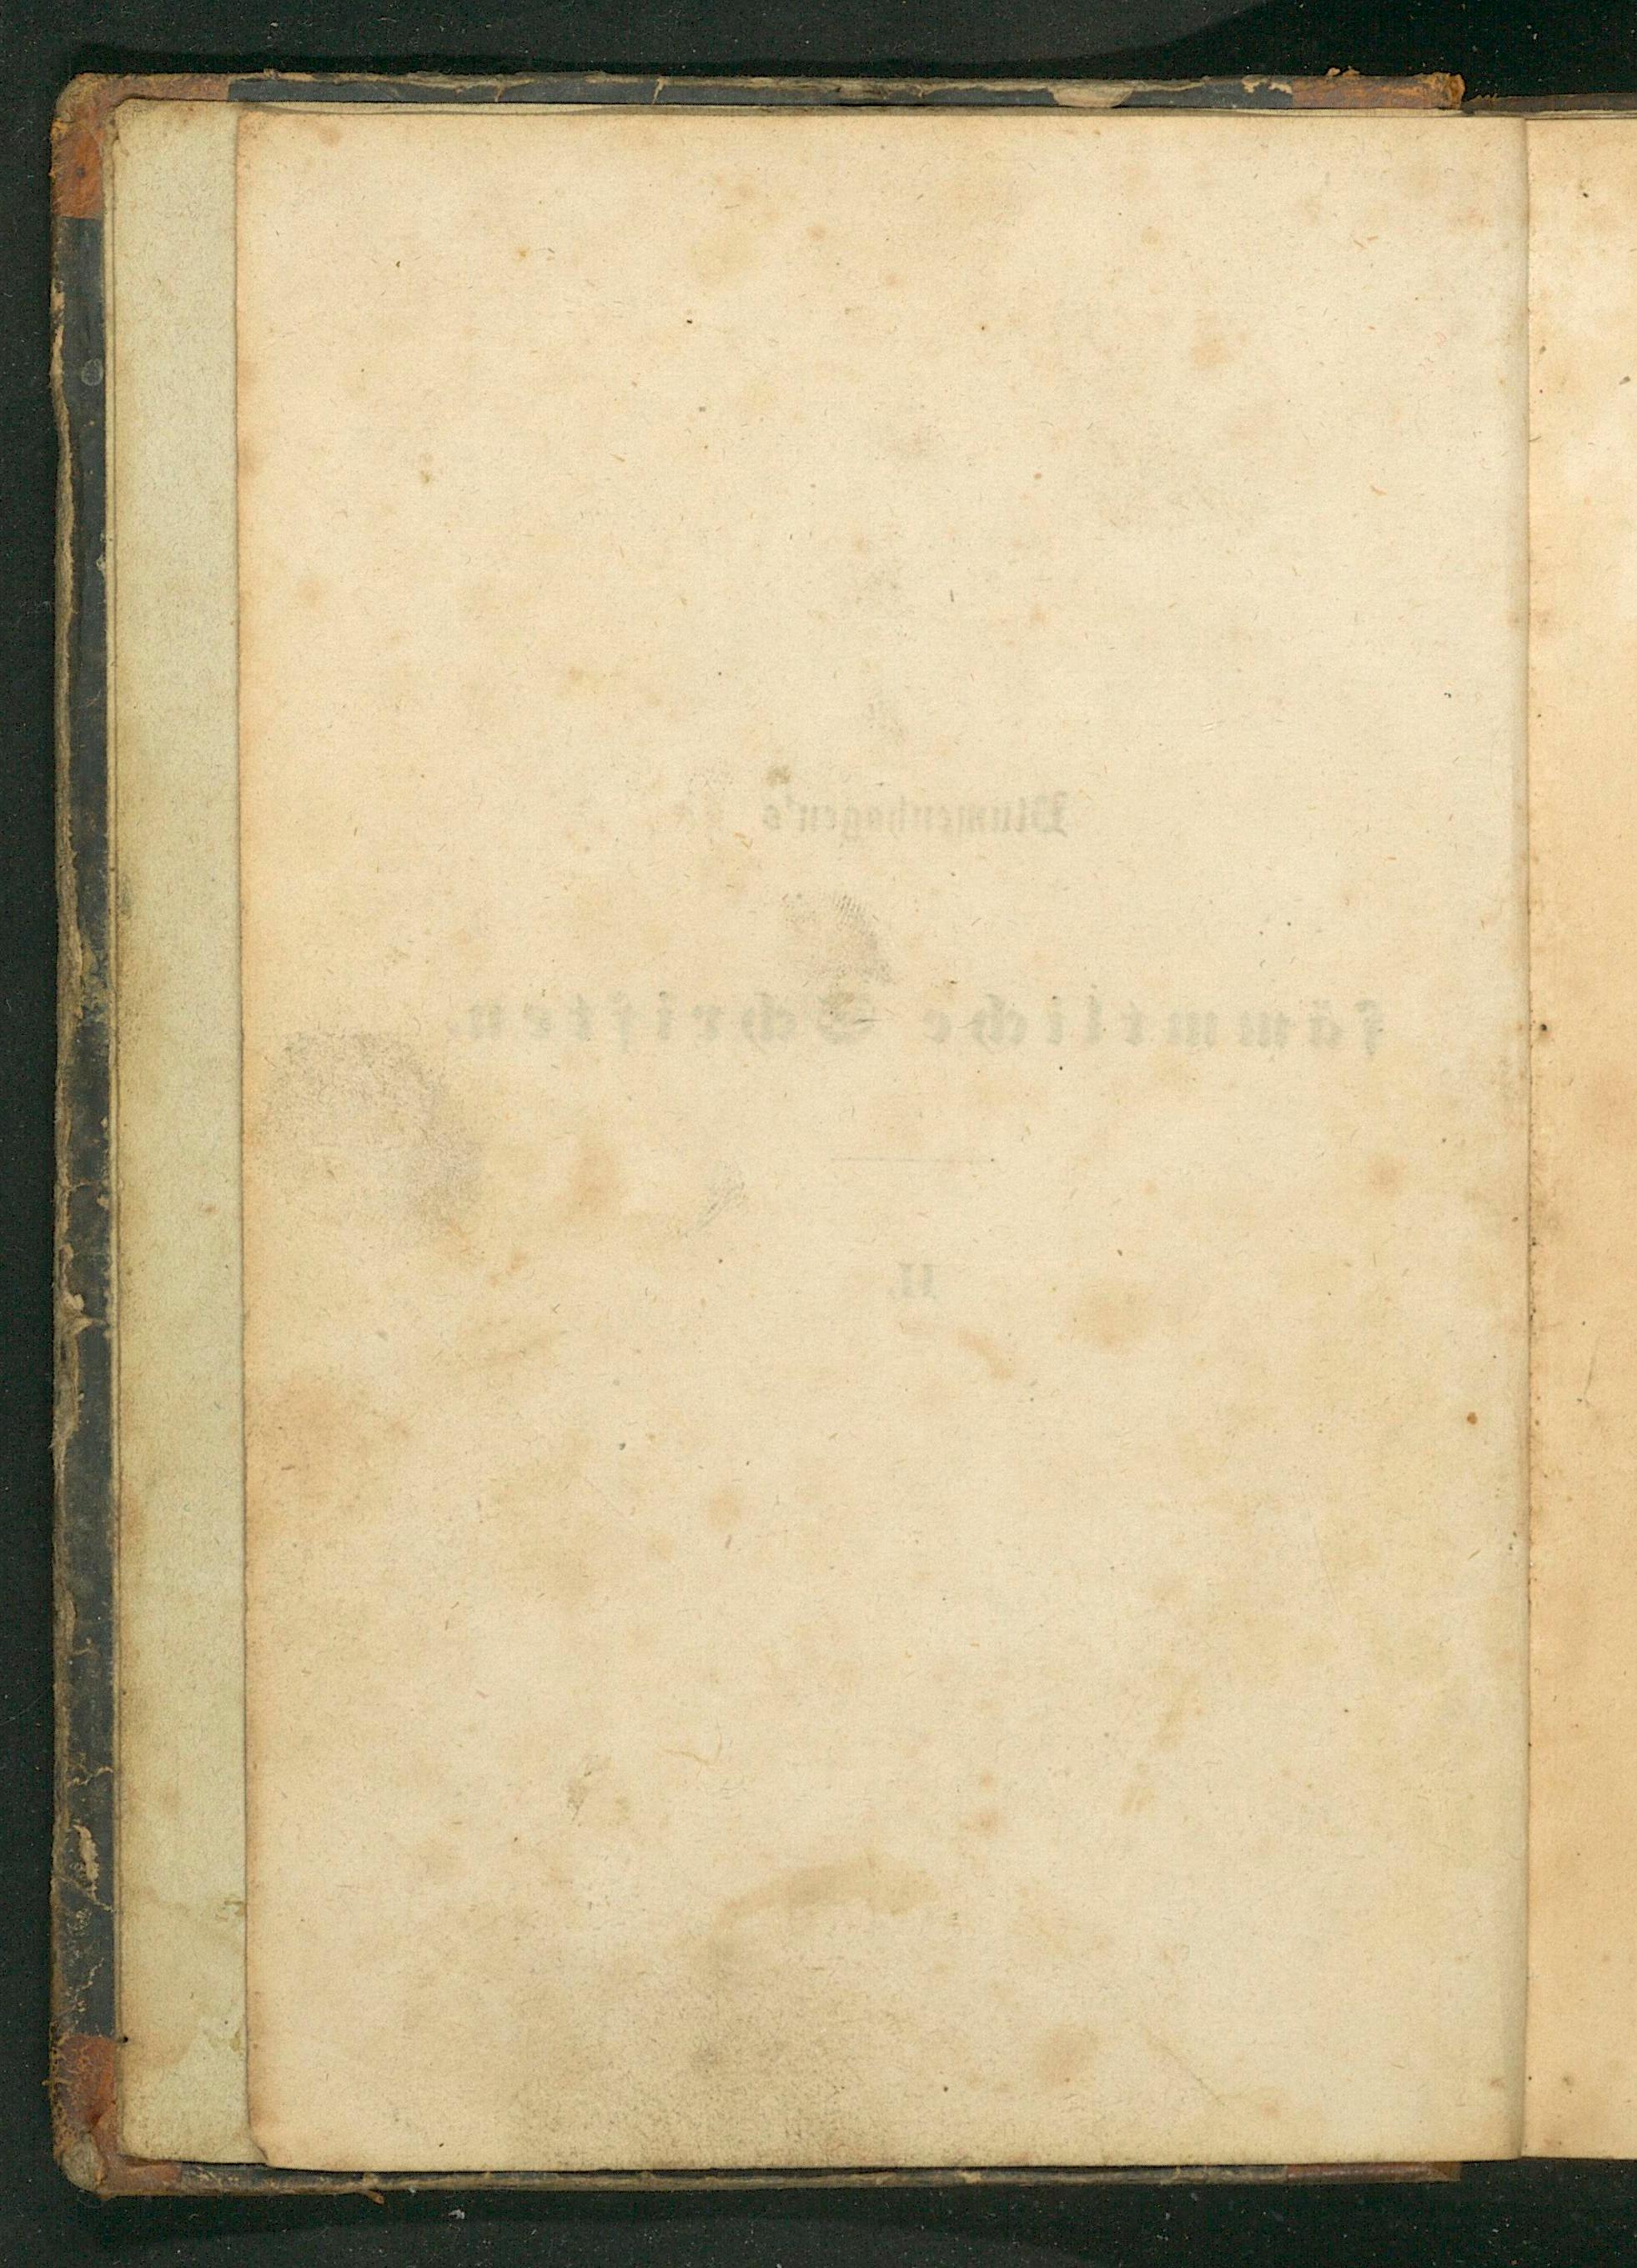 Blumenhagen's
sämmtliche Schriften.
II.